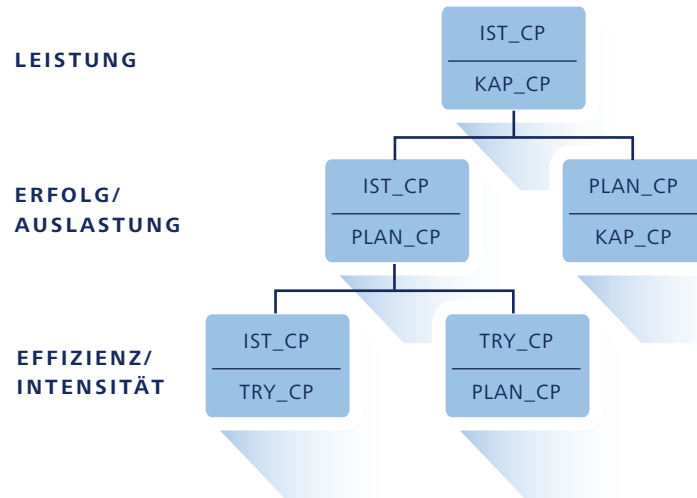 LEISTUNG
IST_CP
KAP_CP
ERFOLG/
AUSLASTUNG
IST_CP
PLAN_CP
PLAN_CP
KAP_CP
EFFIZIENZ/
INTENSITÄT
IST_CP
TRY_CP
TRY_CP
PLAN_CP